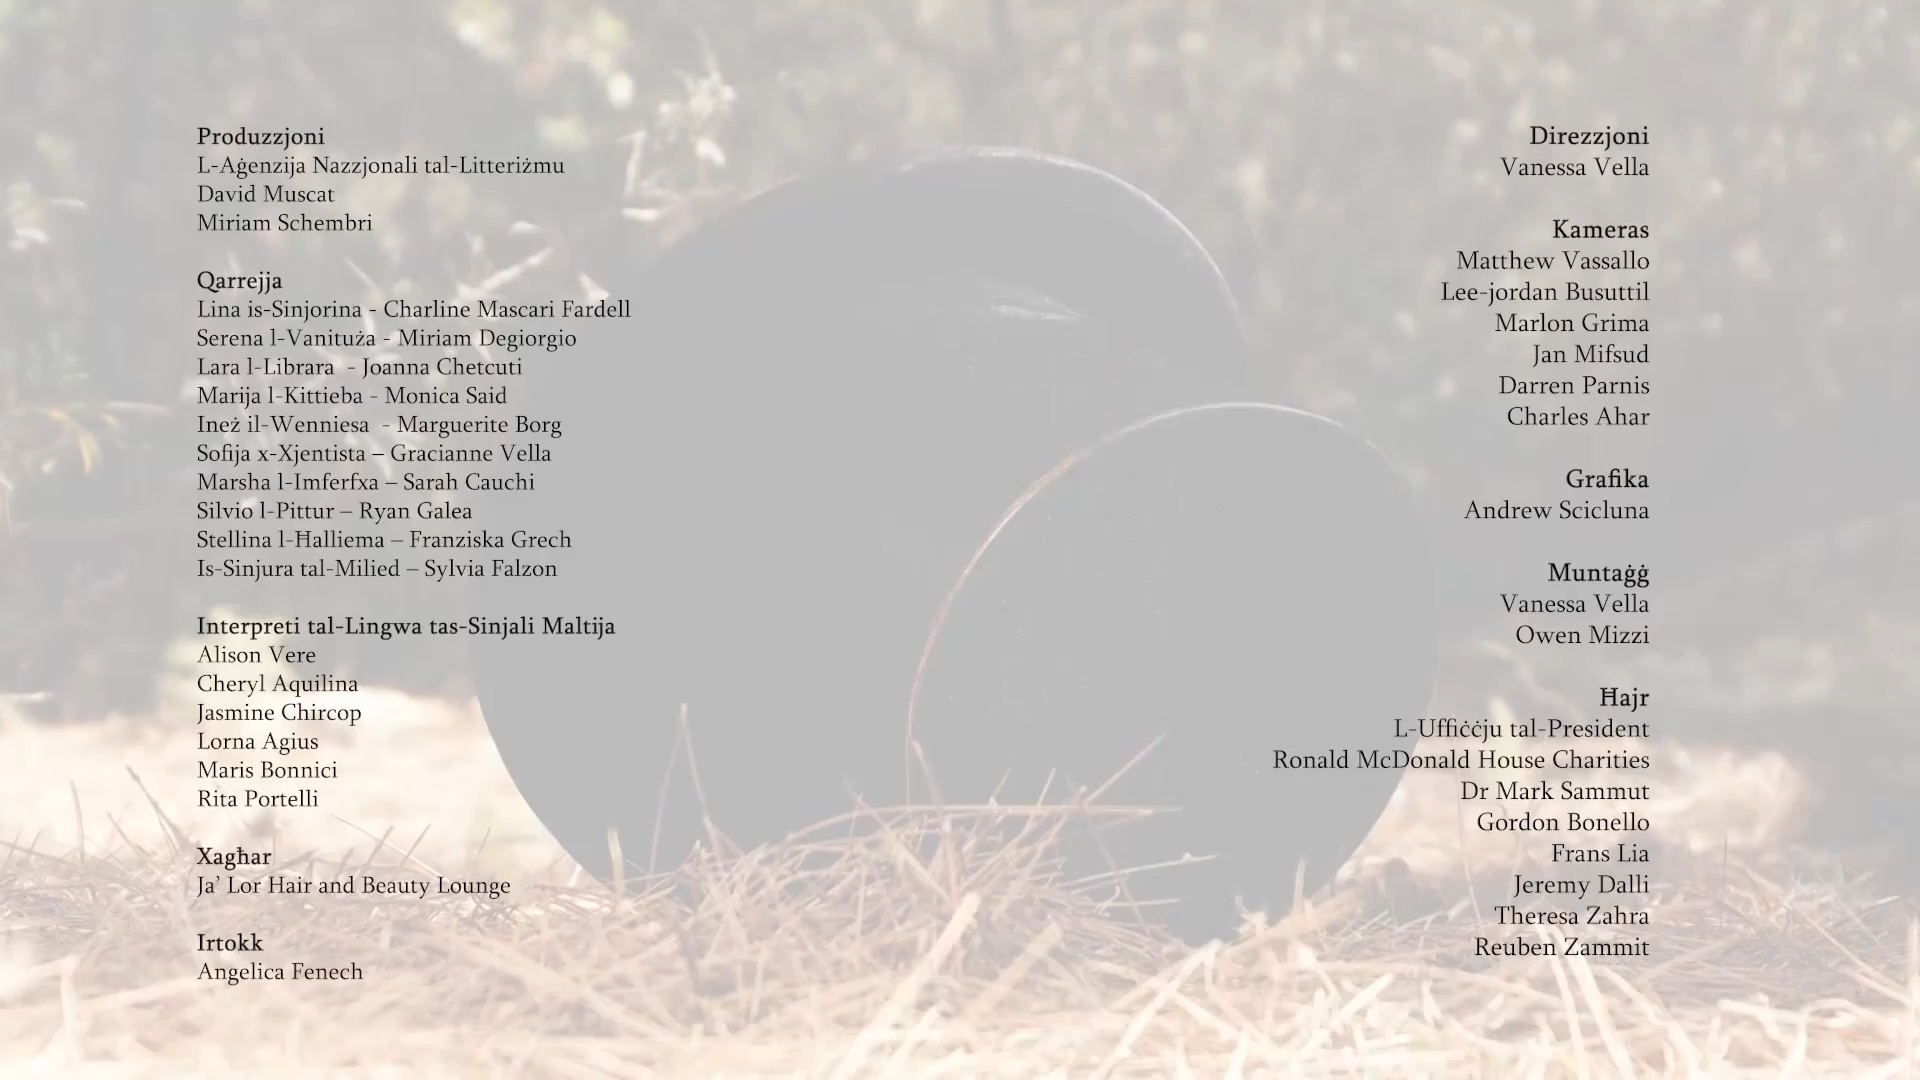 Produzzjoni
L-Aġenzija Nazzjonali tal-Litteriżmu
David Muscat
Miriam Schembri
Qarrejja
Lina is-Sinjorina - Charline Mascari Fardell
Serena l-Vanituża - Miriam Degiorgio
Lara l-Librara - Joanna Chetcuti
Marija l-Kittieba - Monica Said
Ineż il-Wenniesa - Marguerite Borg
Sofija x-Xjentista – Gracianne Vella
Marsha l-Imferfxa – Sarah Cauchi
Silvio l-Pittur – Ryan Galea
Stellina l-Ħalliema – Franziska Grech
Is-Sinjura tal-Milied – Sylvia Falzon
Interpreti tal-Lingwa tas-Sinjali Maltija
Alison Vere
Cheryl Aquilina
Jasmine Chircop
Lorna Agius
Maris Bonnici
Rita Portelli
Xagħar
Ja’ Lor Hair and Beauty Lounge
Irtokk
Angelica Fenech
Direzzjoni
Vanessa Vella
Kameras
Matthew Vassallo
Lee-jordan Busuttil
Marlon Grima
Jan Mifsud
Darren Parnis
Charles Ahar
Grafika
Andrew Scicluna
Muntaġġ
Vanessa Vella
Owen Mizzi
Ħajr
L-Uffiċċju tal-President
Ronald McDonald House Charities
Dr Mark Sammut
Gordon Bonello
Frans Lia
Jeremy Dalli
Theresa Zahra
Reuben Zammit